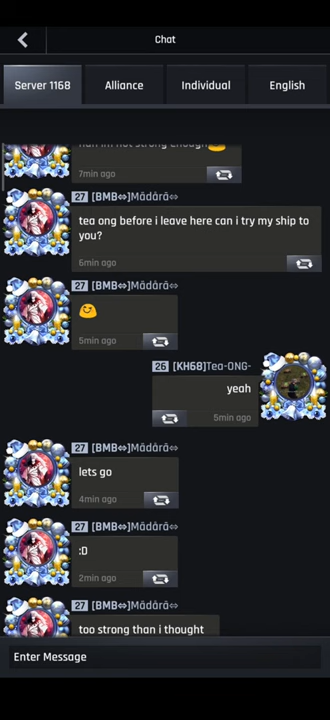 Chat
Server 1168
Alliance
Individual
English
7min ago
27 [BMB⇔]Mādārā⇔
tea ong before i leave here can i try my ship to
you?
6min ago
27 [BMB⇔]Mādārā⇔
5min ago
26 [KH68]Tea-ONG-
yeah
5min ago
27 [BMB⇔]Mādārā⇔
lets go
4min ago
27 [BMB⇔]Mādārā⇔
:D
2min ago
27 [BMB⇔]Mādārā⇔
too strong than i thought
Enter Message